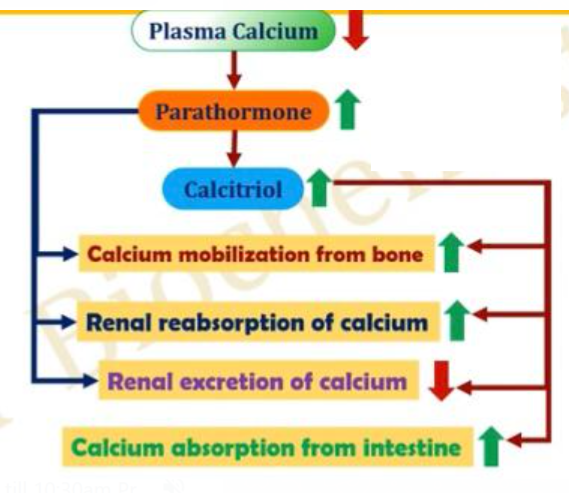 Plasma Calcium
Parathormone
Calcitriol
Calcium mobilization from bone
Renal reabsorption of calcium
Renal excretion of calcium
Calcium absorption from intestine